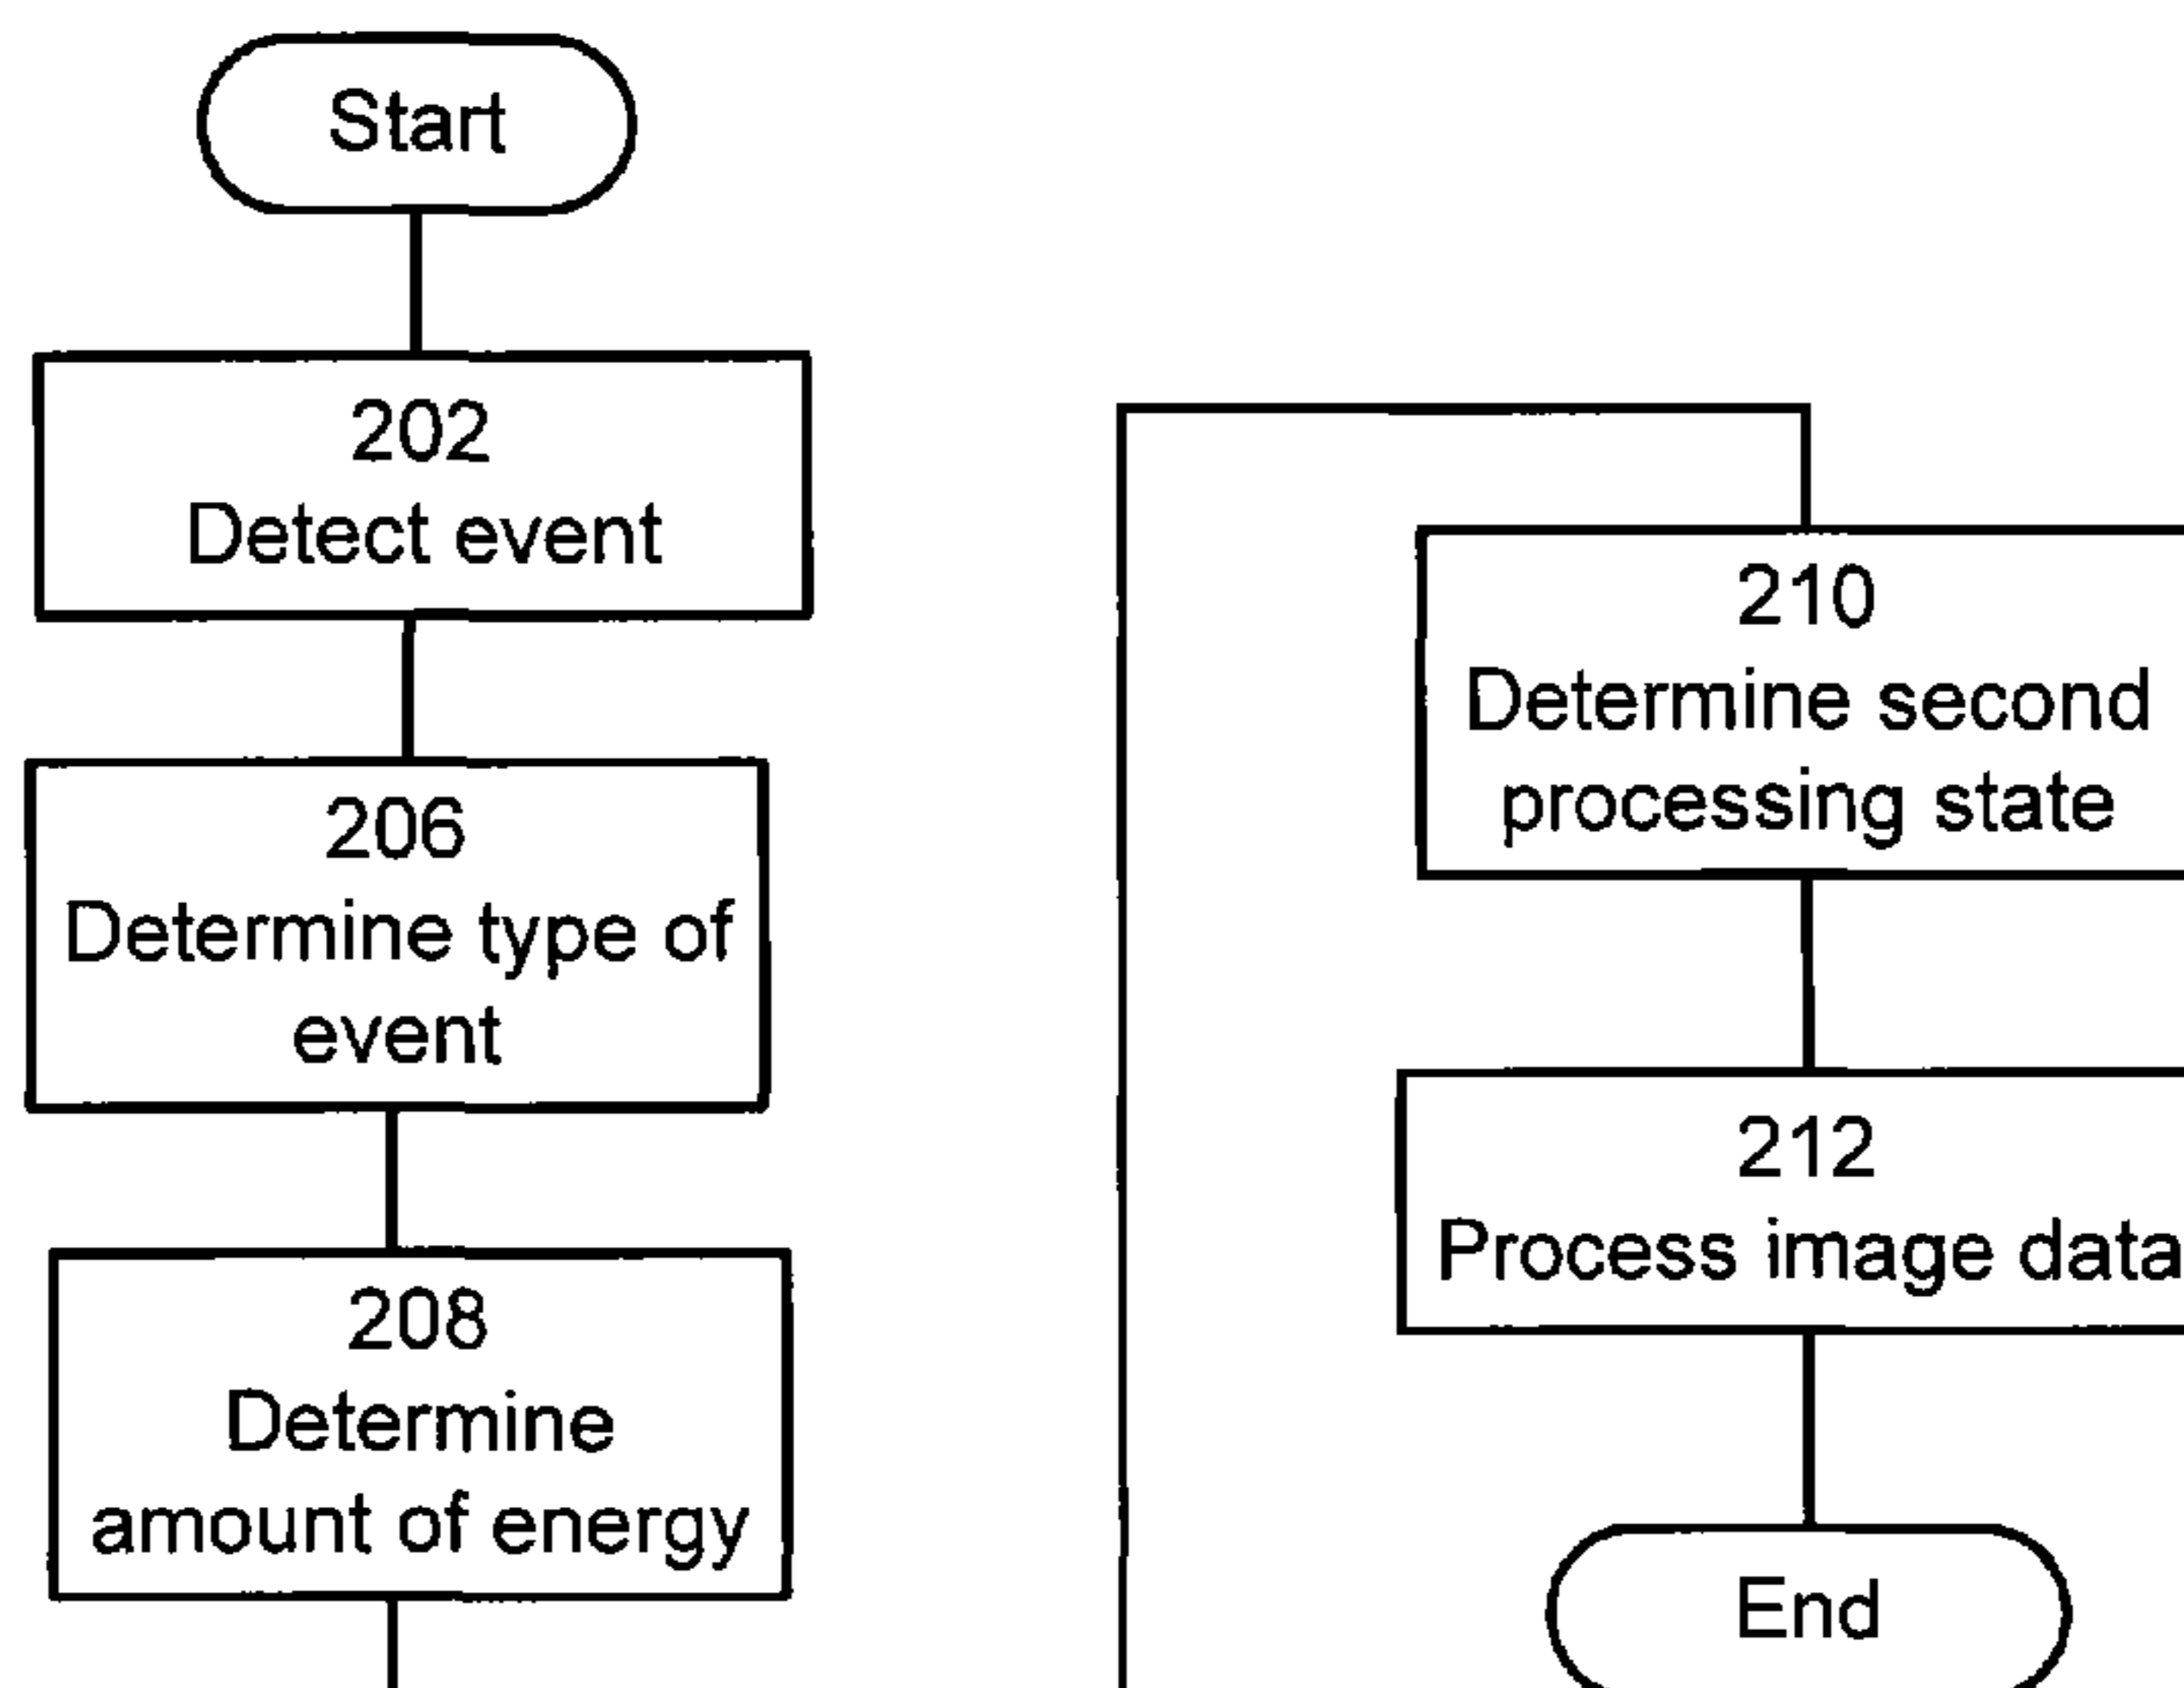 Start
202
Detect event
206
Determine type of
event
208
Determine
amount of energy
210
Determine second
processing state
212
Process image data
End